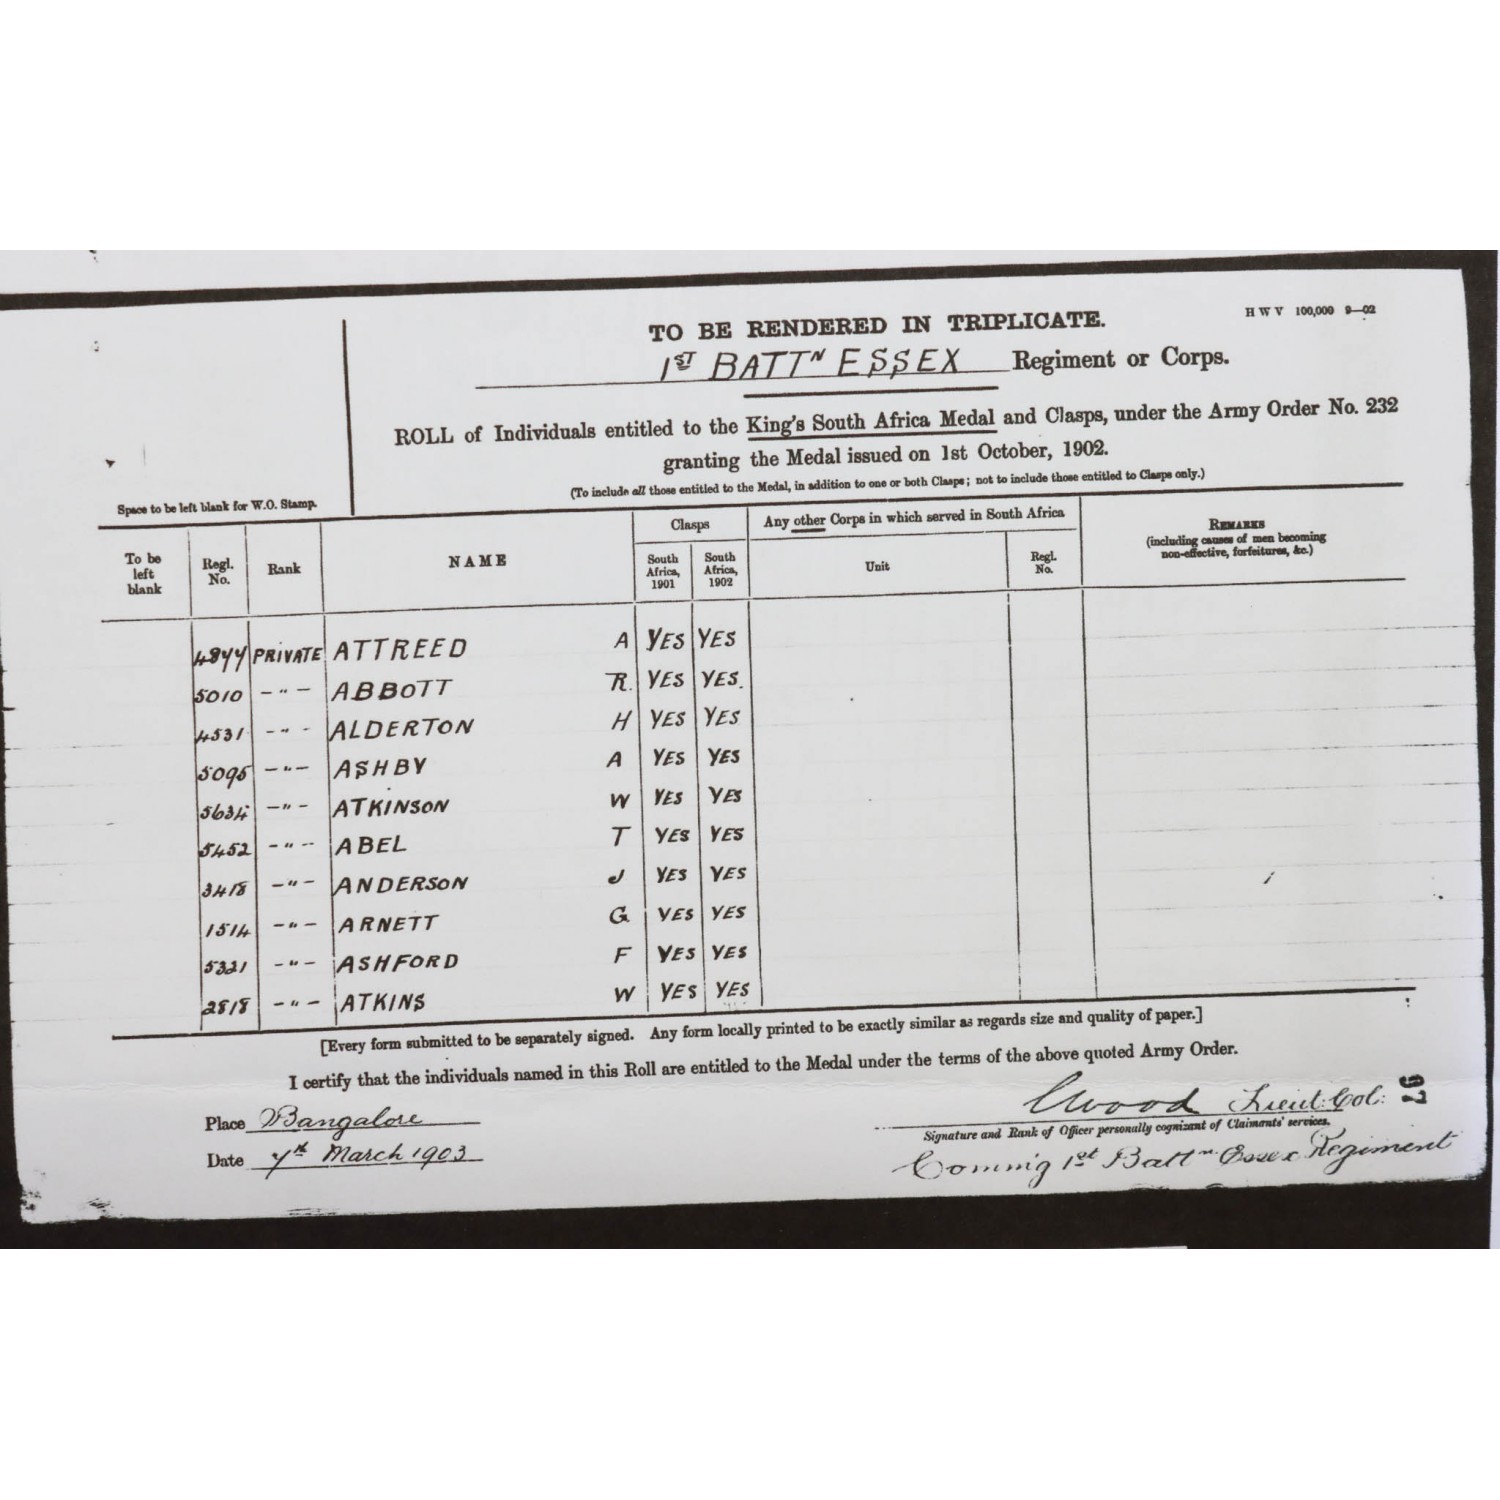 TO BE RENDERED IN TRIPLICATE.
H W V 100,000 9—02
1ST BATTN ESSEX Regiment or Corps.
ROLL of Individuals entitled to the King's South Africa Medal and Clasps, under the Army Order No. 232
granting the Medal issued on 1st October, 1902.
(To include all those entitled to the Medal, in addition to one or both Clasps; not to include those entitled to Clasps only.)
Space to be left blank for W.O. Stamp.
To be left blank
Regl. No.
Rank
NAME
Clasps
South Africa, 1901
South Africa, 1902
Any other Corps in which served in South Africa
Unit
Regl. No.
REMARKS
(including causes of men becoming
non-effective, forfeitures, &c.)
4844 PRIVATE ATTREED A YES YES
5010 -"- ABBOTT R. YES YES.
4531 -"- ALDERTON H YES YES
5095 -"- ASHBY A YES YES
5634 -"- ATKINSON W YES YES
5452 -"- ABEL T YES YES
3418 -"- ANDERSON J YES YES
1514 -"- ARNETT G YES YES
5321 -"- ASHFORD F YES YES
2818 -"- ATKINS W YES YES
[Every form submitted to be separately signed. Any form locally printed to be exactly similar as regards size and quality of paper.]
I certify that the individuals named in this Roll are entitled to the Medal under the terms of the above quoted Army Order.
Place Bangalore
Date 7th March 1903
Wood Lieut: Col:
Signature and Rank of Officer personally cognizant of Claimants' services.
Commg 1st Battn Essex Regiment
97